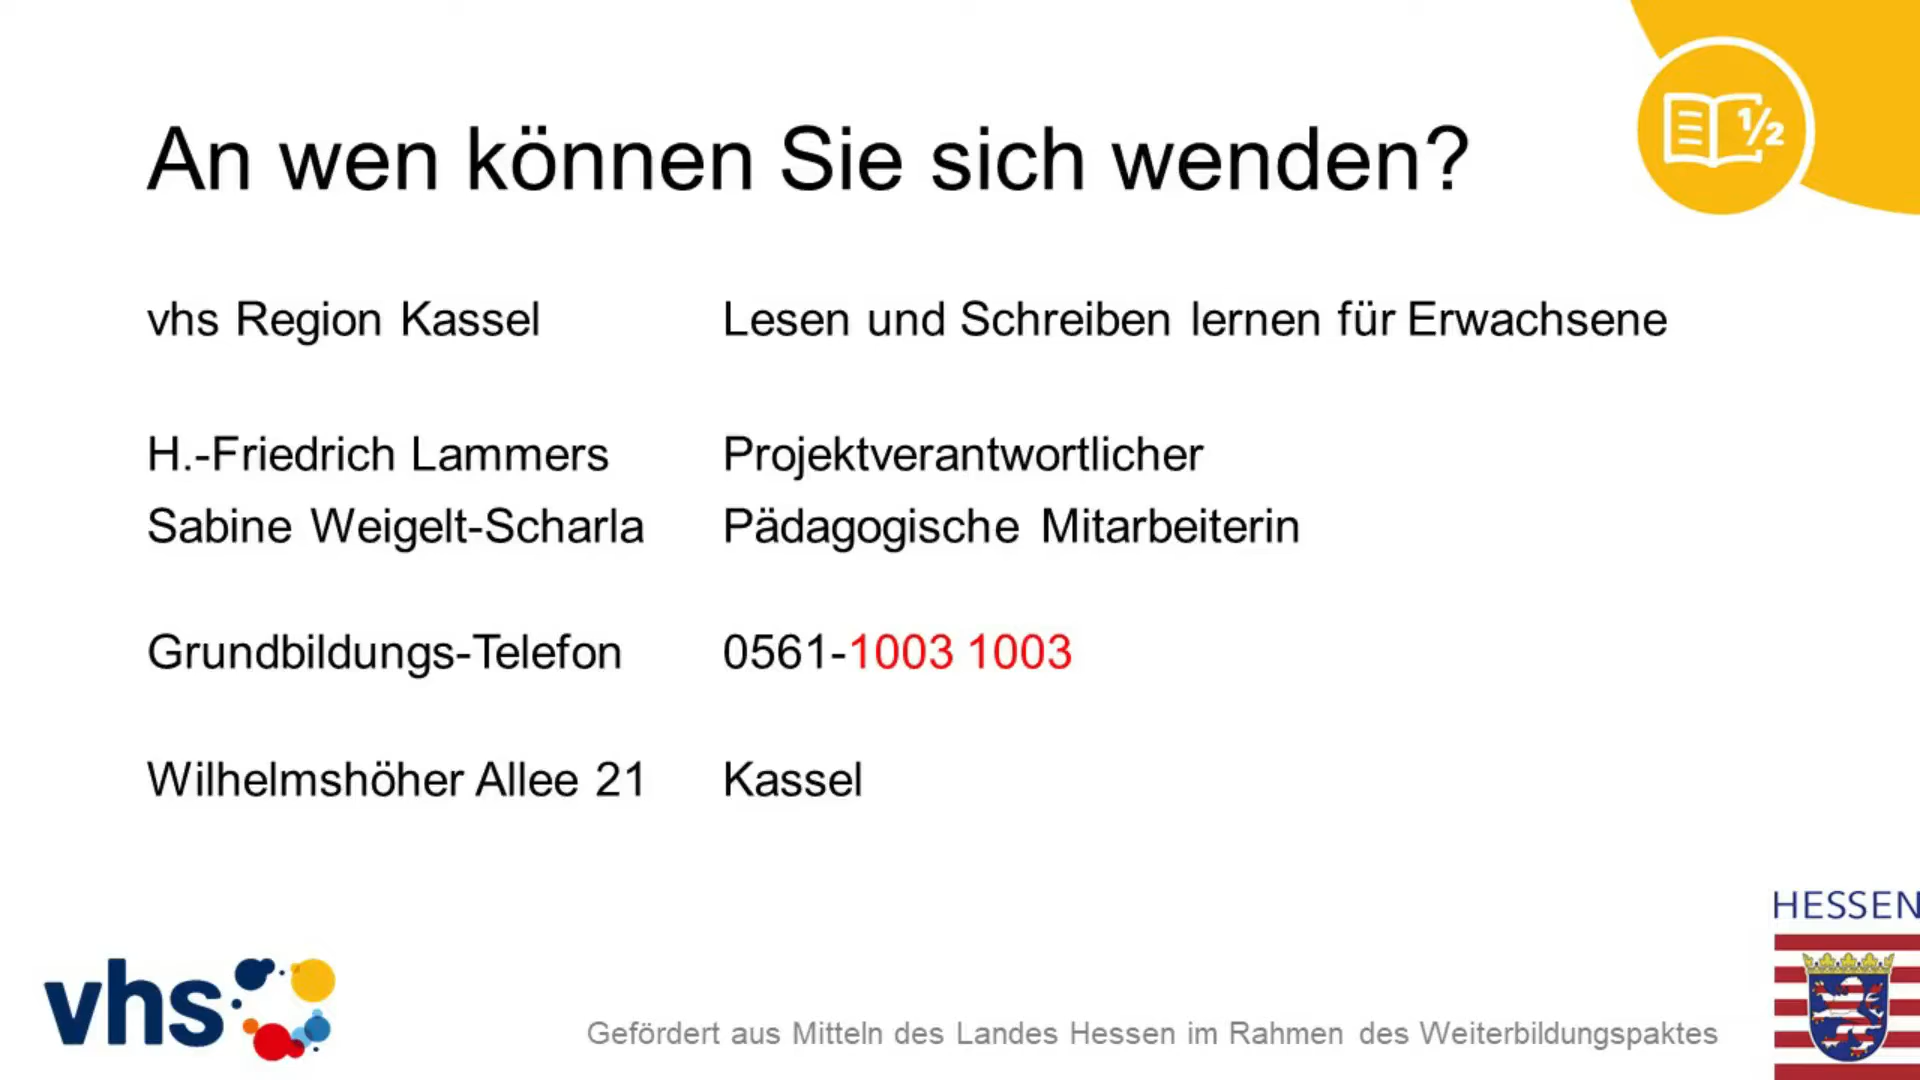 An wen können Sie sich wenden?
1/2
vhs Region Kassel Lesen und Schreiben lernen für Erwachsene
H.-Friedrich Lammers Projektverantwortlicher
Sabine Weigelt-Scharla Pädagogische Mitarbeiterin
Grundbildungs-Telefon 0561-1003 1003
Wilhelmshöher Allee 21 Kassel
HESSEN
vhs
Gefördert aus Mitteln des Landes Hessen im Rahmen des Weiterbildungspaktes